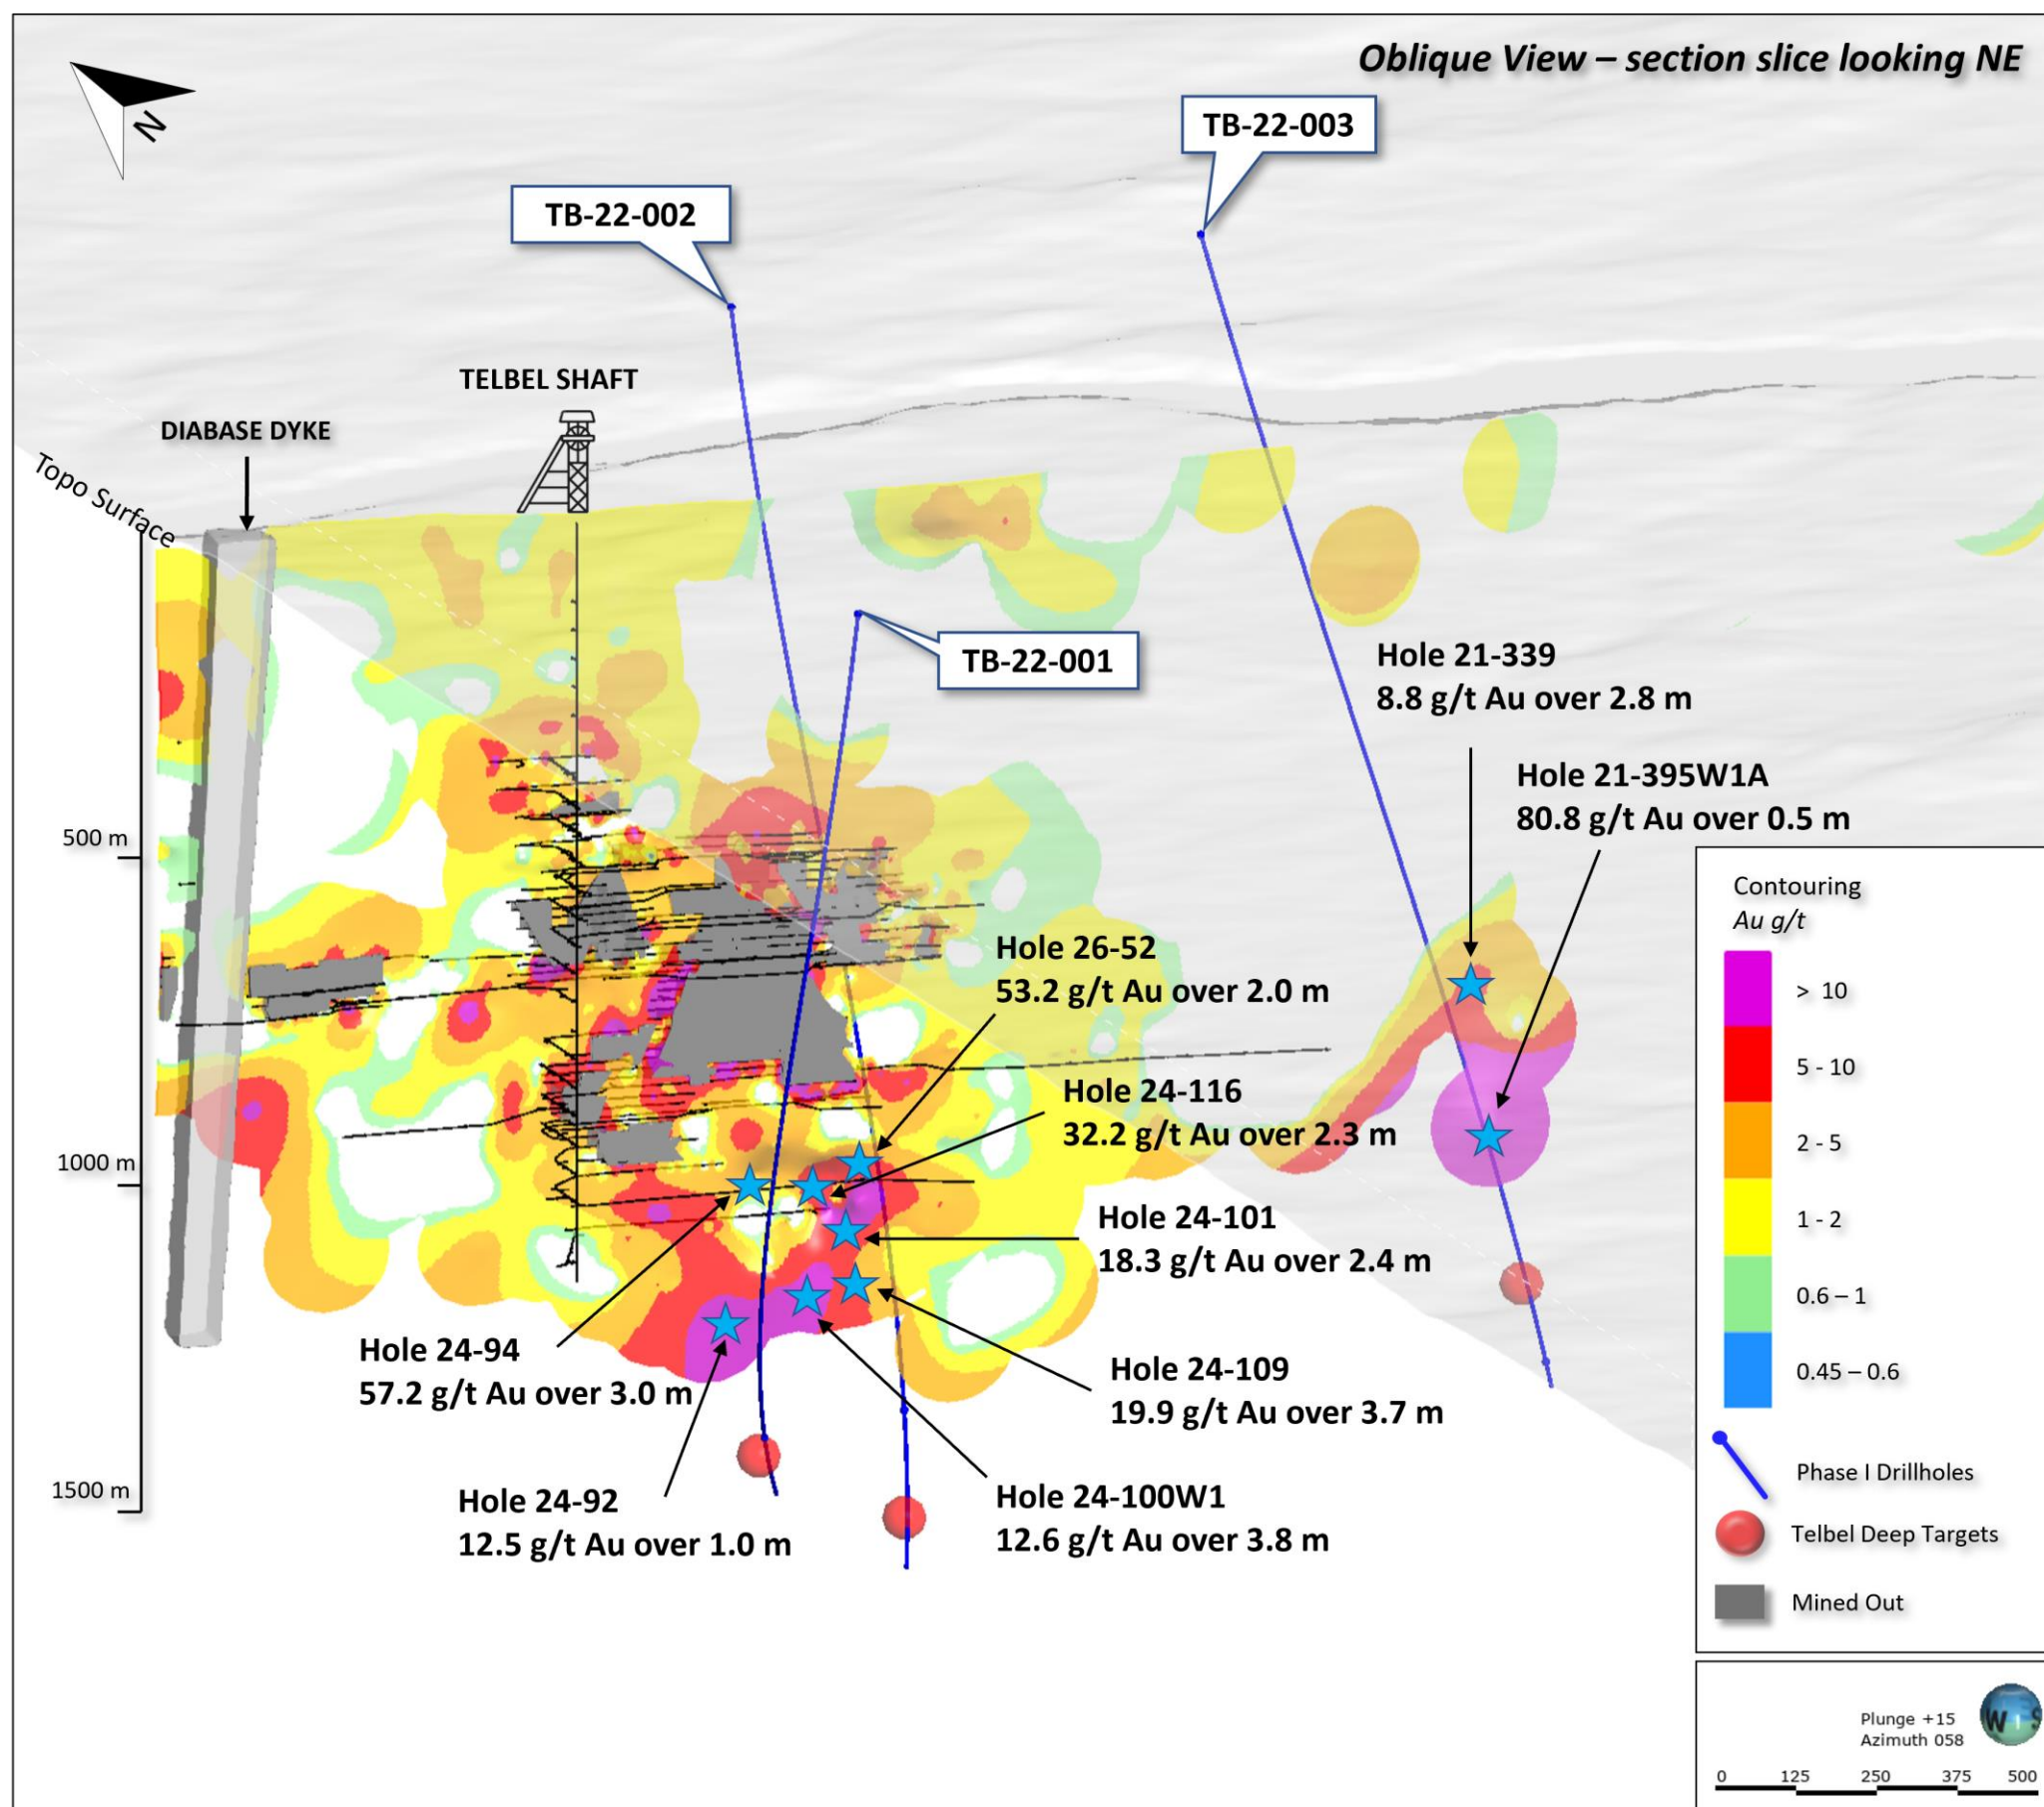 Oblique View – section slice looking NE
N
TB-22-003
TB-22-002
TELBEL SHAFT
DIABASE DYKE
Topo Surface
TB-22-001
Hole 21-339
8.8 g/t Au over 2.8 m
Hole 21-395W1A
80.8 g/t Au over 0.5 m
500 m
1000 m
1500 m
Hole 26-52
53.2 g/t Au over 2.0 m
Hole 24-116
32.2 g/t Au over 2.3 m
Hole 24-101
18.3 g/t Au over 2.4 m
Hole 24-94
57.2 g/t Au over 3.0 m
Hole 24-109
19.9 g/t Au over 3.7 m
Hole 24-92
12.5 g/t Au over 1.0 m
Hole 24-100W1
12.6 g/t Au over 3.8 m
Contouring
Au g/t
> 10
5 - 10
2 - 5
1 - 2
0.6 – 1
0.45 – 0.6
Phase I Drillholes
Telbel Deep Targets
Mined Out
Plunge +15
Azimuth 058
W S
0 125 250 375 500